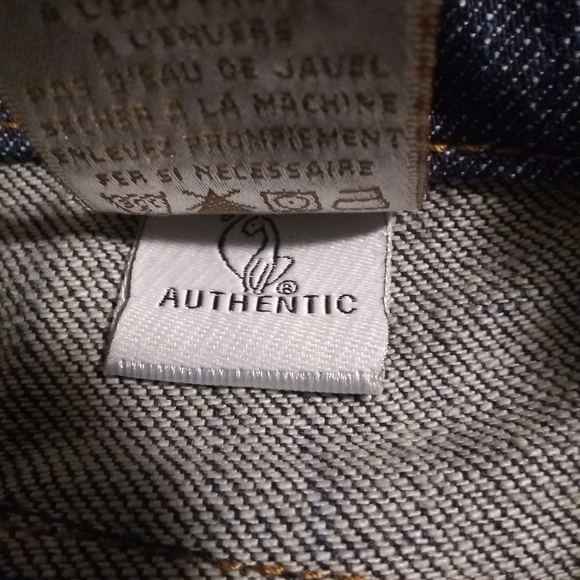 À L'ENVERS
PAS D'EAU DE JAVEL
SÉCHER À LA MACHINE
ENLEVEZ PROMPTEMENT
FER SI NÉCESSAIRE
®
AUTHENTIC